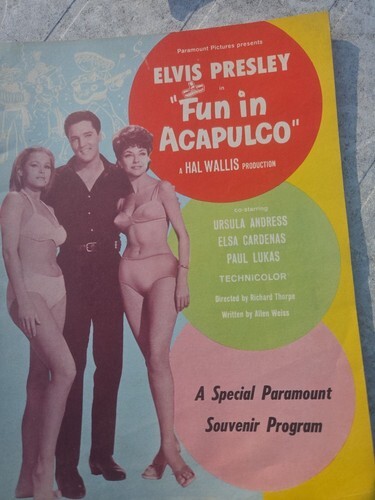 Paramount Pictures presents
ELVIS PRESLEY
in
"Fun in
ACAPULCO"
A HAL WALLIS PRODUCTION
co-starring
URSULA ANDRESS
ELSA CARDENAS
PAUL LUKAS
TECHNICOLOR
Directed by Richard Thorpe
Written by Allen Weiss
A Special Paramount
Souvenir Program